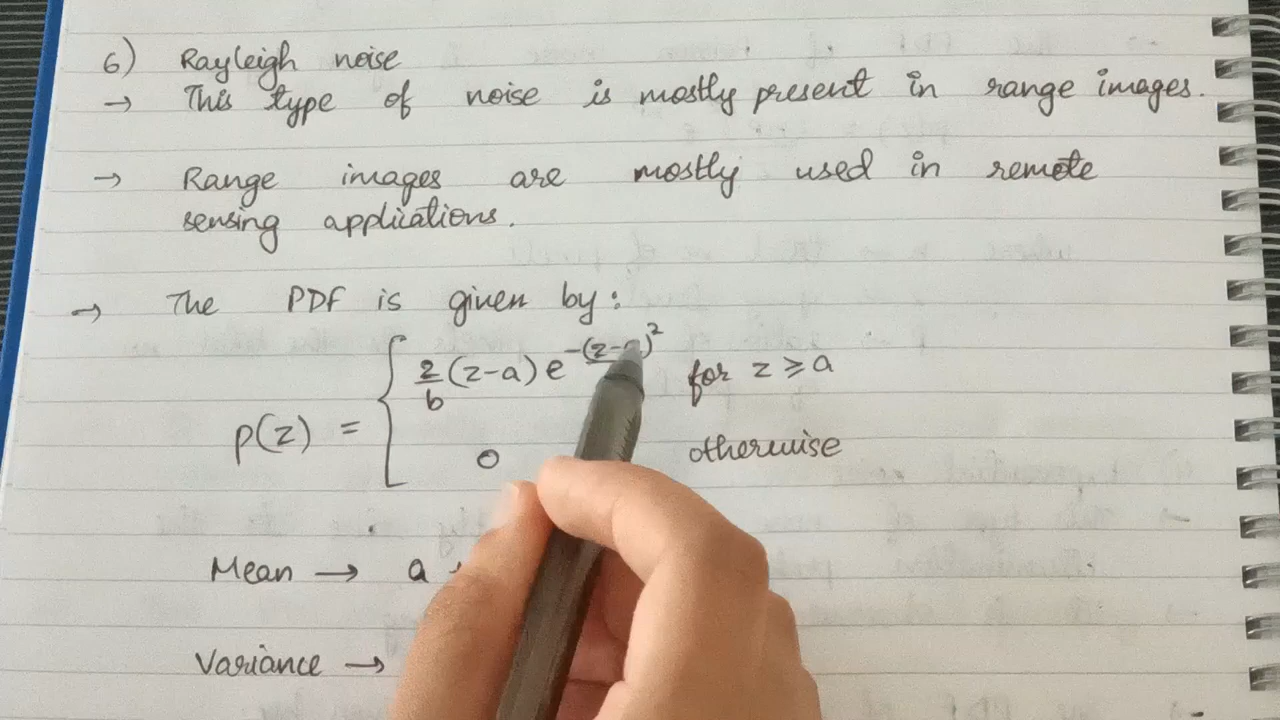 6) Rayleigh noise
→ This type of noise is mostly present in range images.
→ Range images are mostly used in remote
sensing applications.
→ The PDF is given by:
p(z) = { 2/b (z-a) e^-(z-
for z ≥ a
0 otherwise
Mean → a
Variance →